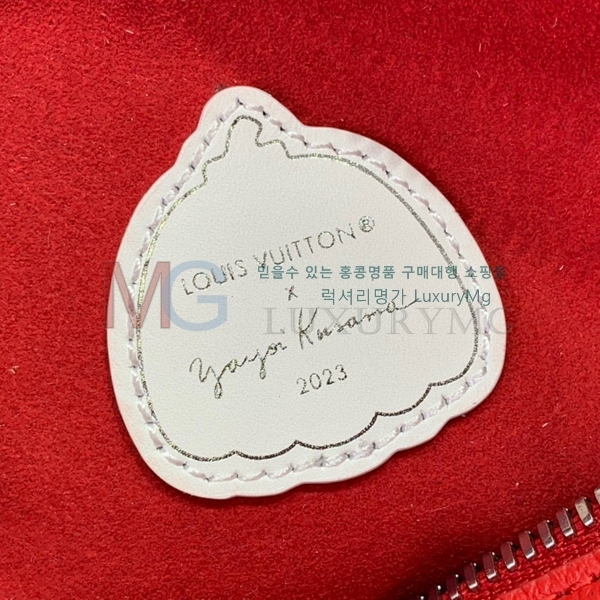 LOUIS VUITTON®
x
Yayoi Kusama
2023
MG
믿을수 있는 홍콩명품 구매대행 쇼핑몰
럭셔리명가 LuxuryMg
LUXURYMG